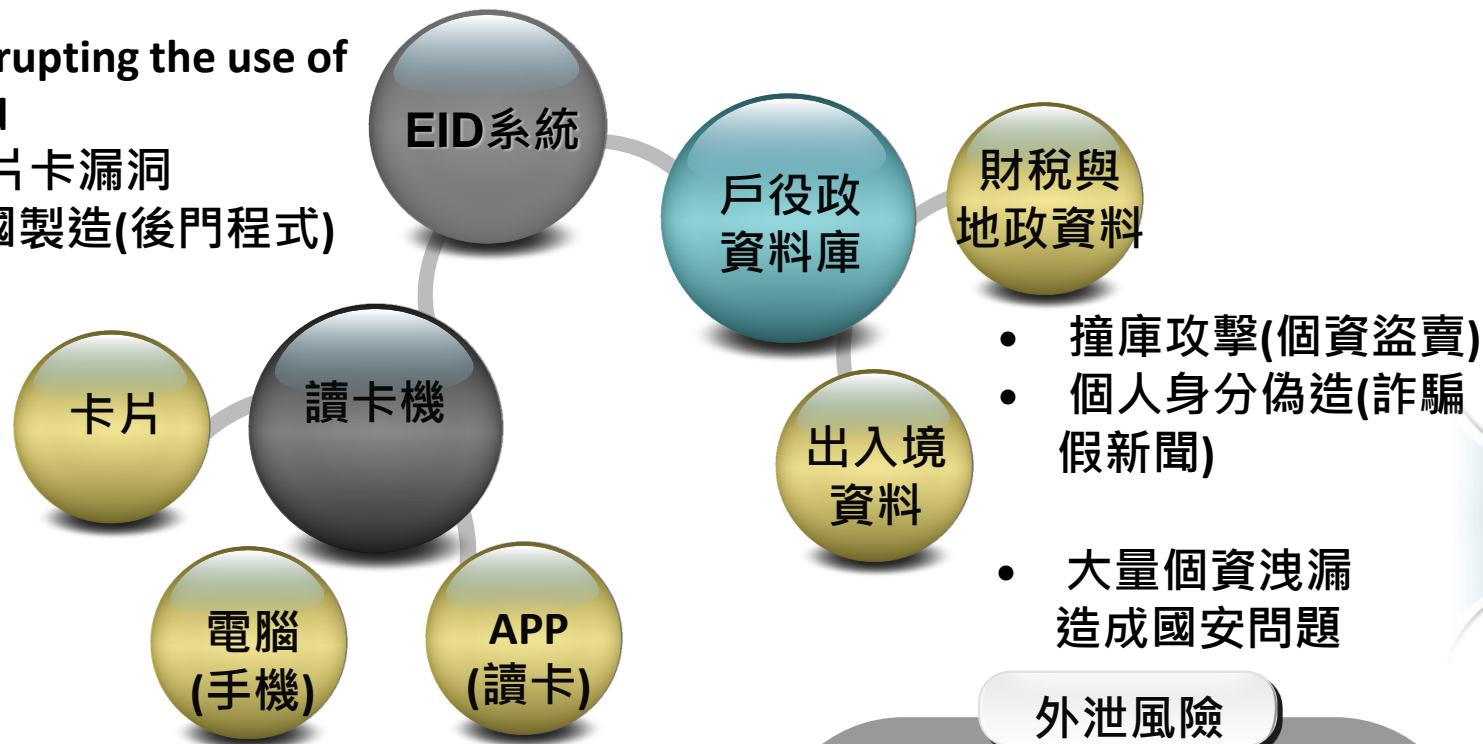 rupting the use of
片卡漏洞
製造(後門程式)
EID系統
戶役政
資料庫
財稅與
地政資料
卡片
讀卡機
出入境
資料
電腦
(手機)
APP
(讀卡)
• 撞庫攻擊(個資盜賣)
• 個人身分偽造(詐騙
假新聞)
• 大量個資洩漏
造成國安問題
外泄風險